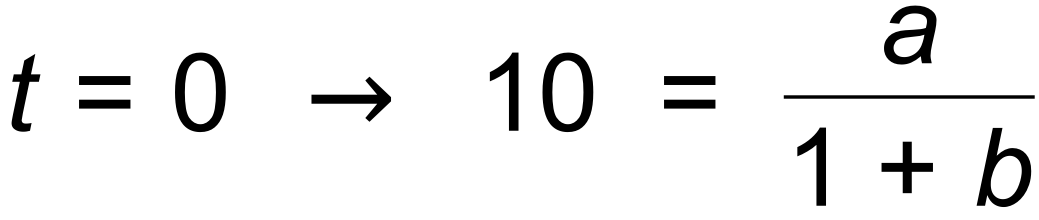 t = 0 → 10 = a / (1 + b)